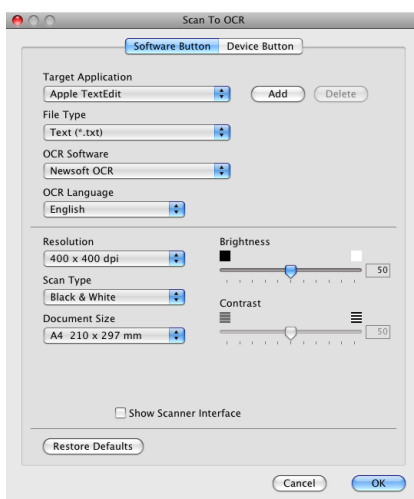 Scan To OCR
Software Button Device Button
Target Application
Apple TextEdit Add Delete
File Type
Text (*.txt)
OCR Software
Newsoft OCR
OCR Language
English
Resolution Brightness
400 x 400 dpi 50
Scan Type
Black & White Contrast
Document Size
A4 210 x 297 mm 50
Show Scanner Interface
Restore Defaults
Cancel OK